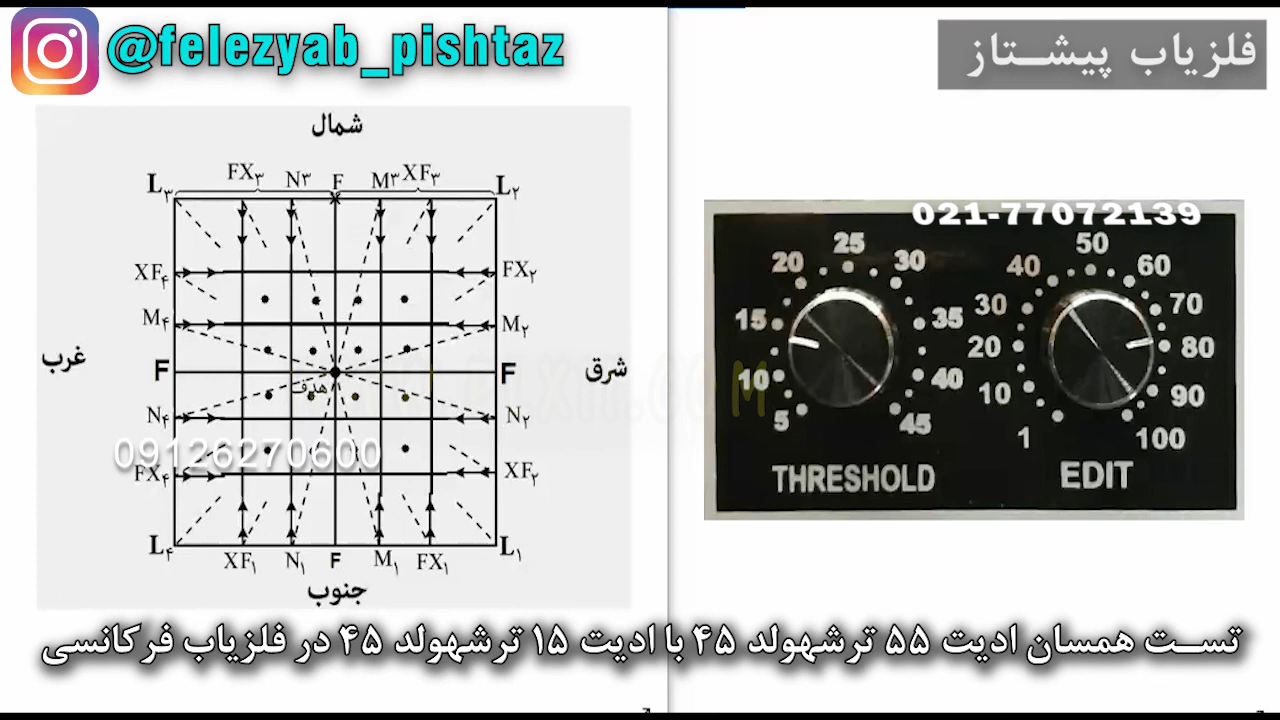 @felezyab_pishtaz
فلزیاب پیشـــتاز
شمال
L۳ FX۳ N۳ F M۳ XF۳ L۲
XF۴ FX۲
M۴ M۲
غرب F F شرق
هدف
N۴ N۲
09126270600
FX۴ XF۲
L۴ XF۱ N۱ F M۱ FX۱ L۱
جنوب
021-77072139
5 10 15 20 25 30 35 40 45
THRESHOLD
1 10 20 30 40 50 60 70 80 90 100
EDIT
تســت همسان ادیت ۵۵ ترشهولد ۴۵ با ادیت ۱۵ ترشهولد ۴۵ در فلزیاب فرکانسی